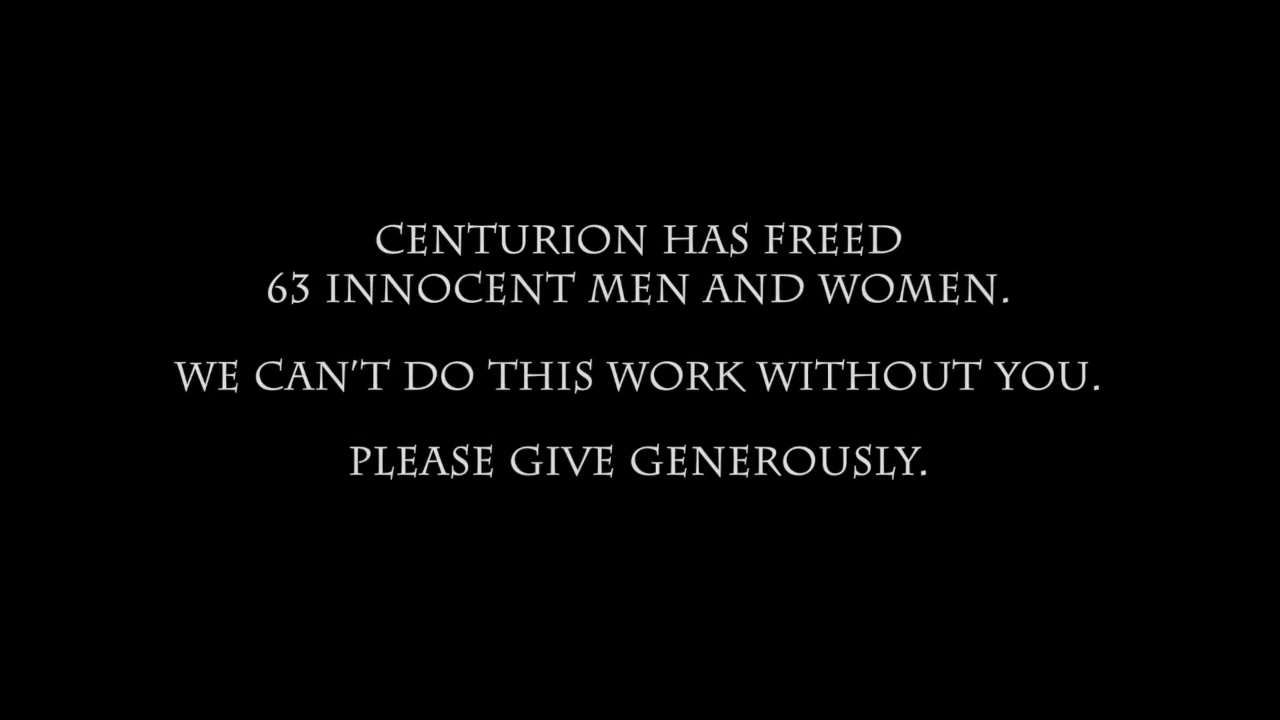 CENTURION HAS FREED
63 INNOCENT MEN AND WOMEN.
WE CAN'T DO THIS WORK WITHOUT YOU.
PLEASE GIVE GENEROUSLY.